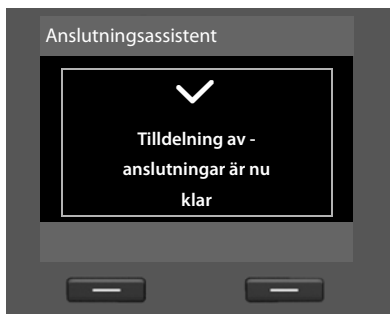 Anslutningsassistent
Tilldelning av -
anslutningar är nu
klar